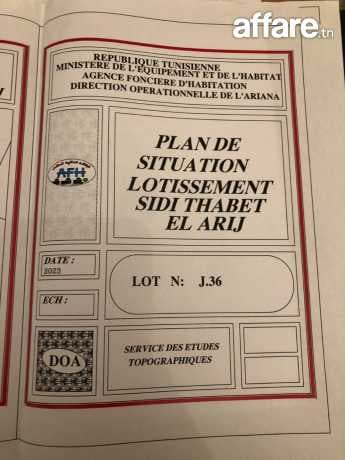 affare.tn
REPUBLIQUE TUNISIENNE
MINISTERE DE L'EQUIPEMENT ET DE L'HABITAT
AGENCE FONCIERE D'HABITATION
DIRECTION OPERATIONNELLE DE L'ARIANA
PLAN DE
SITUATION
LOTISSEMENT
SIDI THABET
EL ARIJ
AFH
DATE :
2023
LOT N: J.36
ECH :
DOA
SERVICE DES ETUDES
TOPOGRAPHIQUES